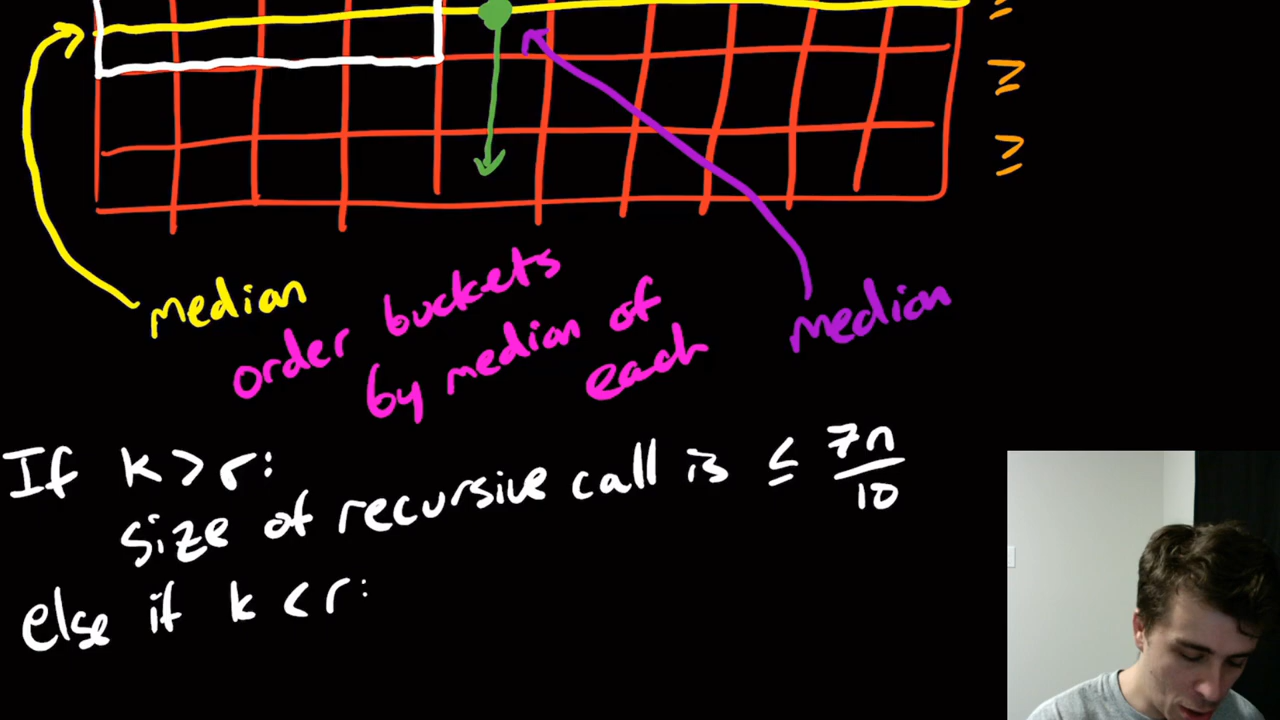 ≥
≥
≥
median
order buckets
by median of
each
median
If k > r:
size of recursive call is ≤ 7n/10
else if k < r: